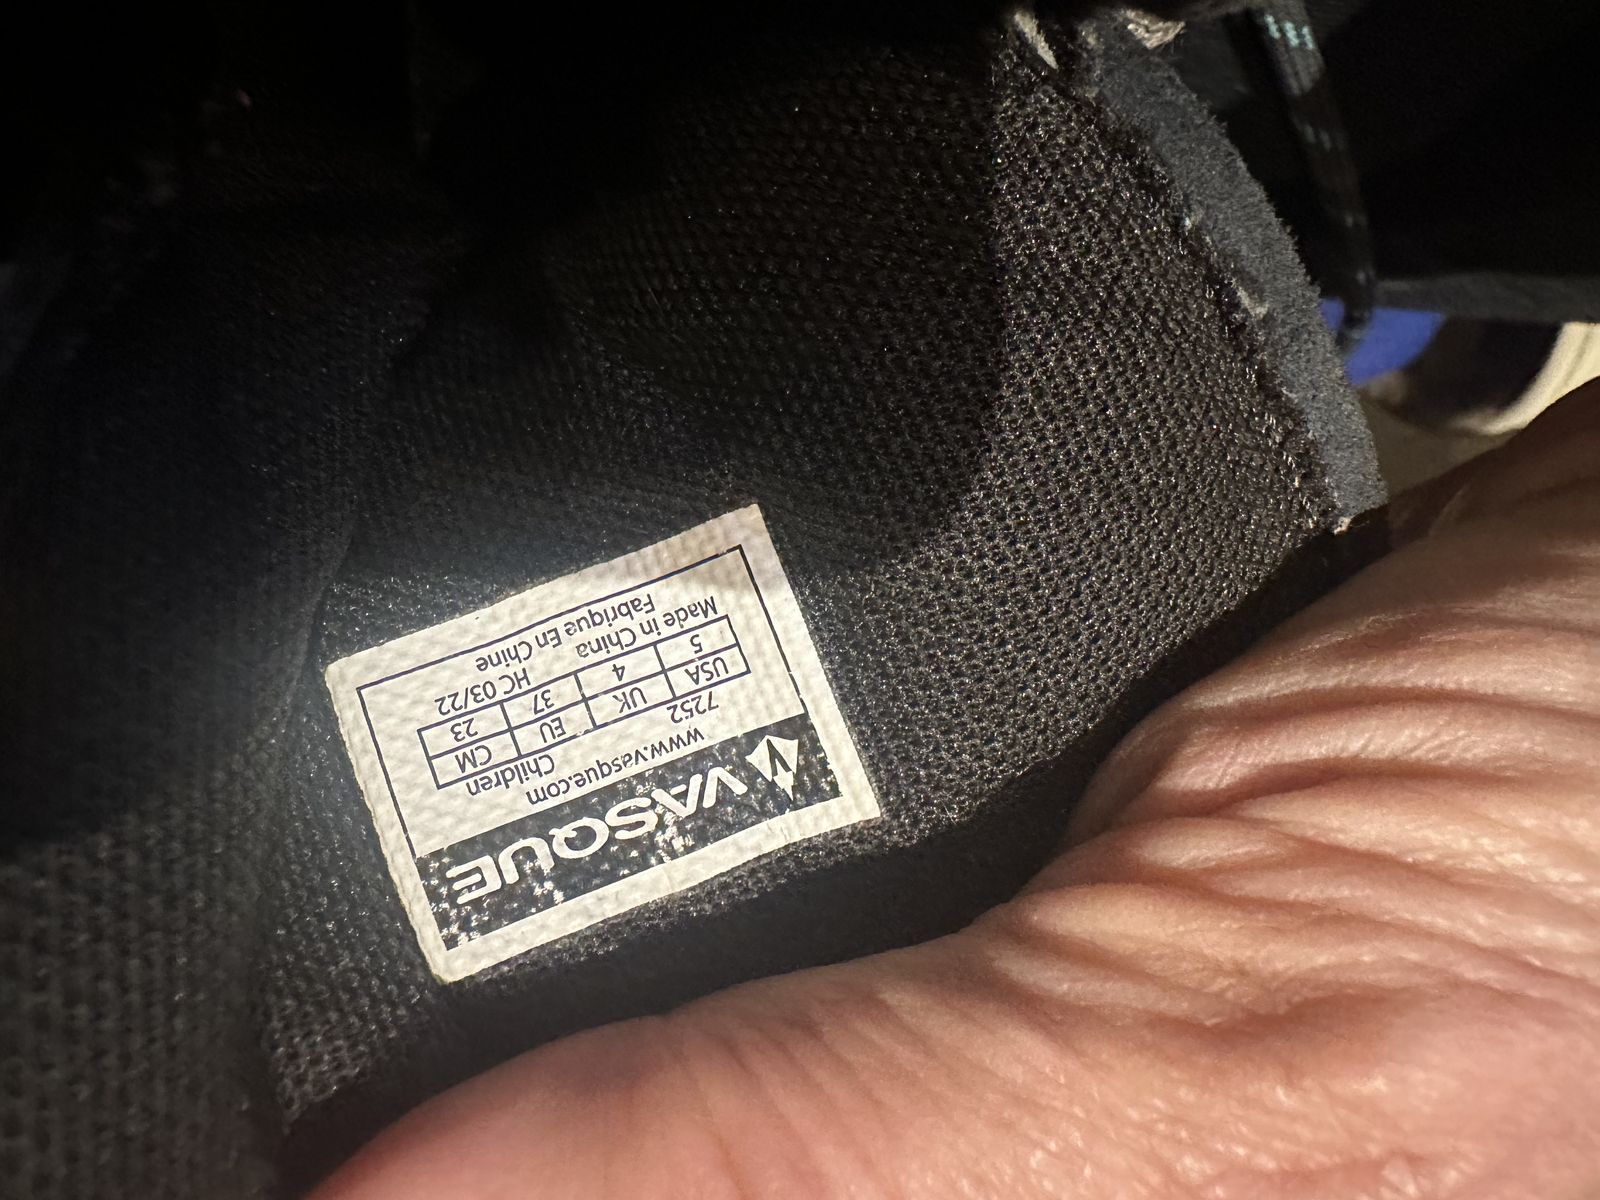 VASQUE
www.vasque.com
7252 Children
USA UK EU CM
5 4 37 23
Made in China HC 03/22
Fabrique En Chine